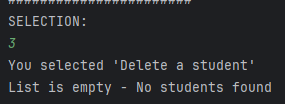 SELECTION:
3
You selected 'Delete a student'
List is empty - No students found